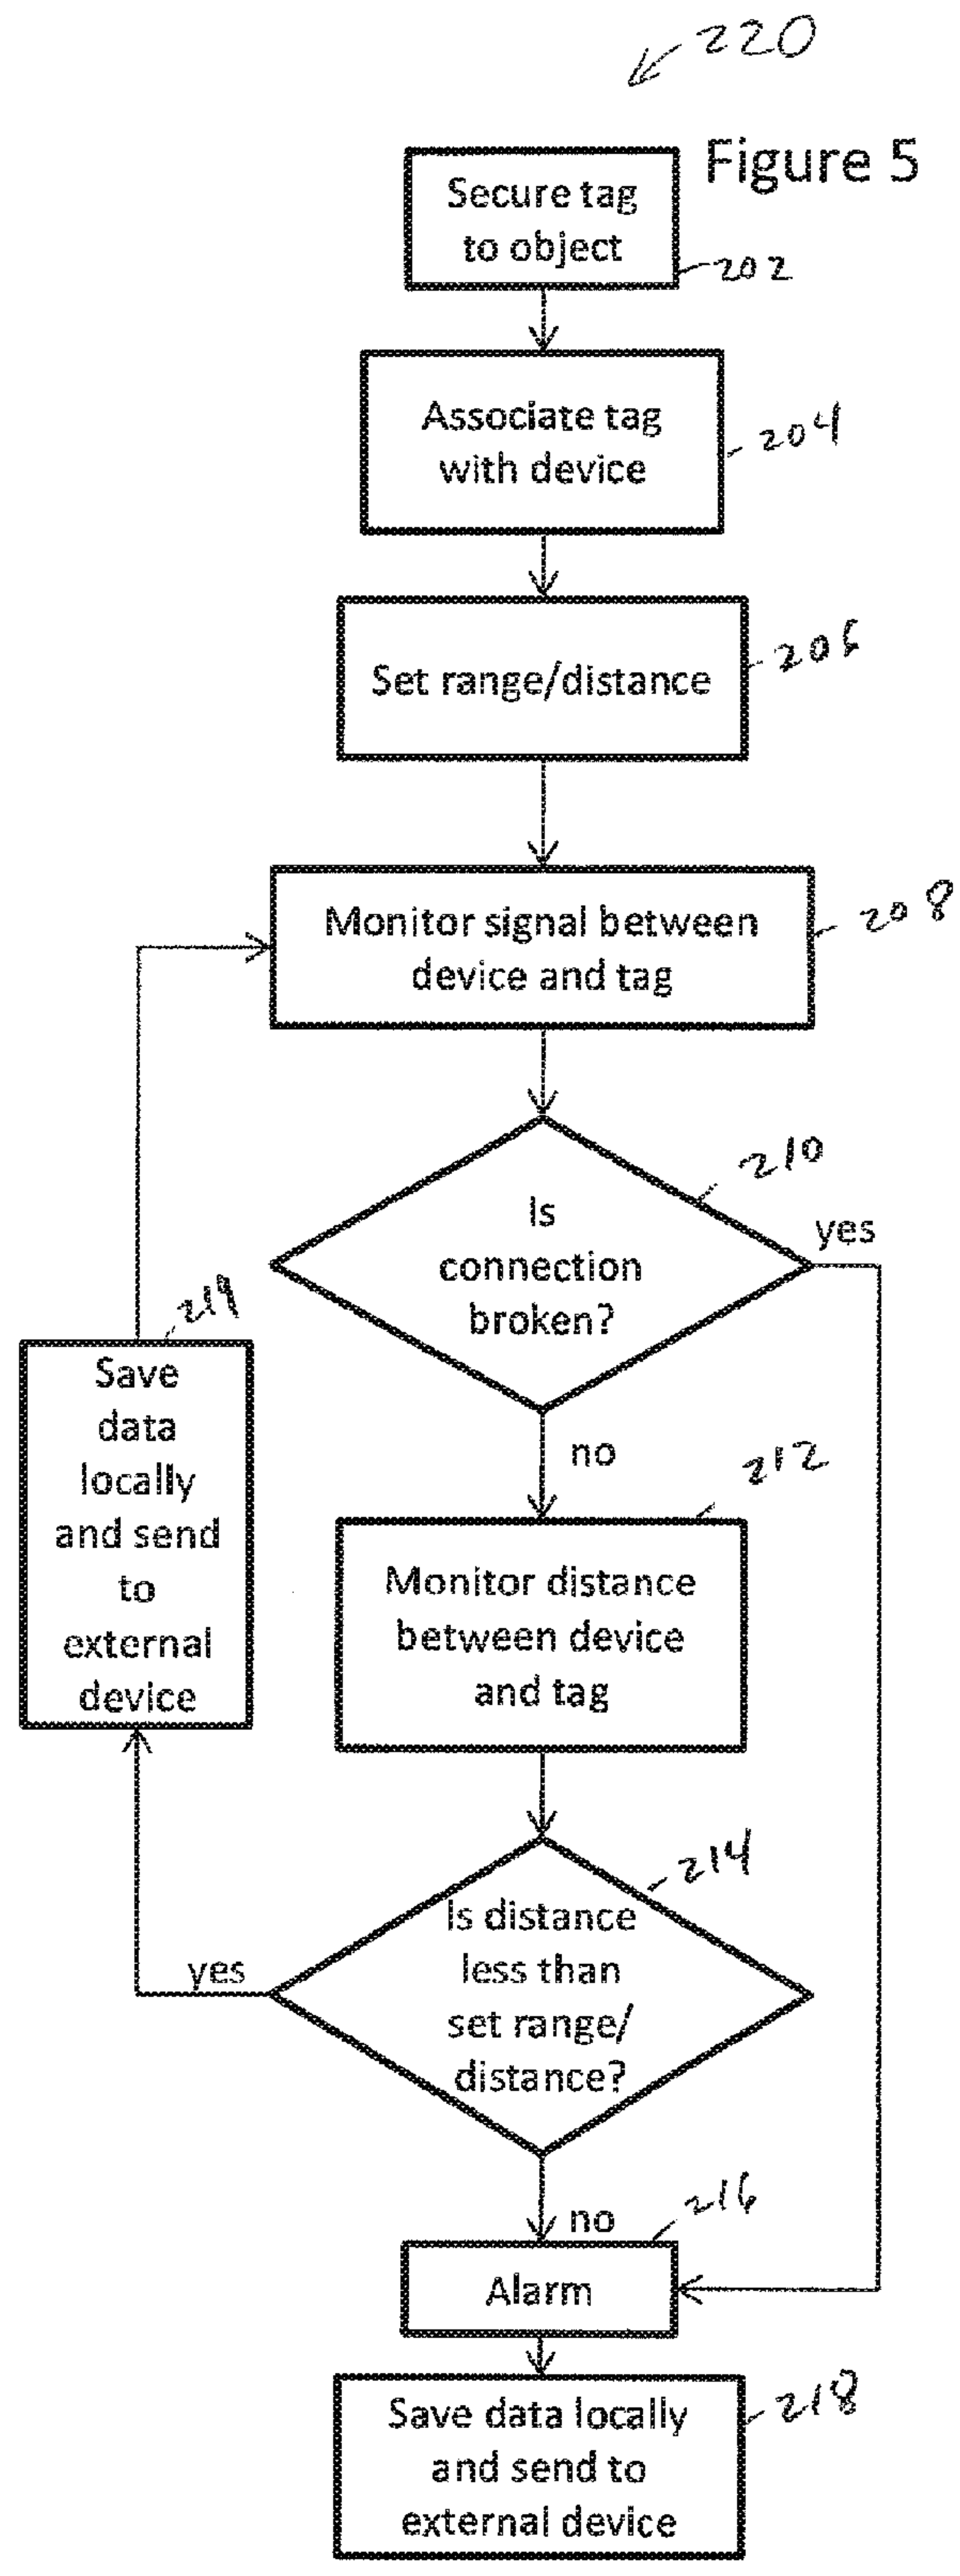 220
Figure 5
Secure tag
to object
202
Associate tag
with device
204
Set range/distance
206
Monitor signal between
device and tag
208
210
Is
connection
broken?
yes
no
219
Save
data
locally
and send
to
external
device
212
Monitor distance
between device
and tag
214
Is distance
less than
set range/
distance?
yes
no
216
Alarm
218
Save data locally
and send to
external device